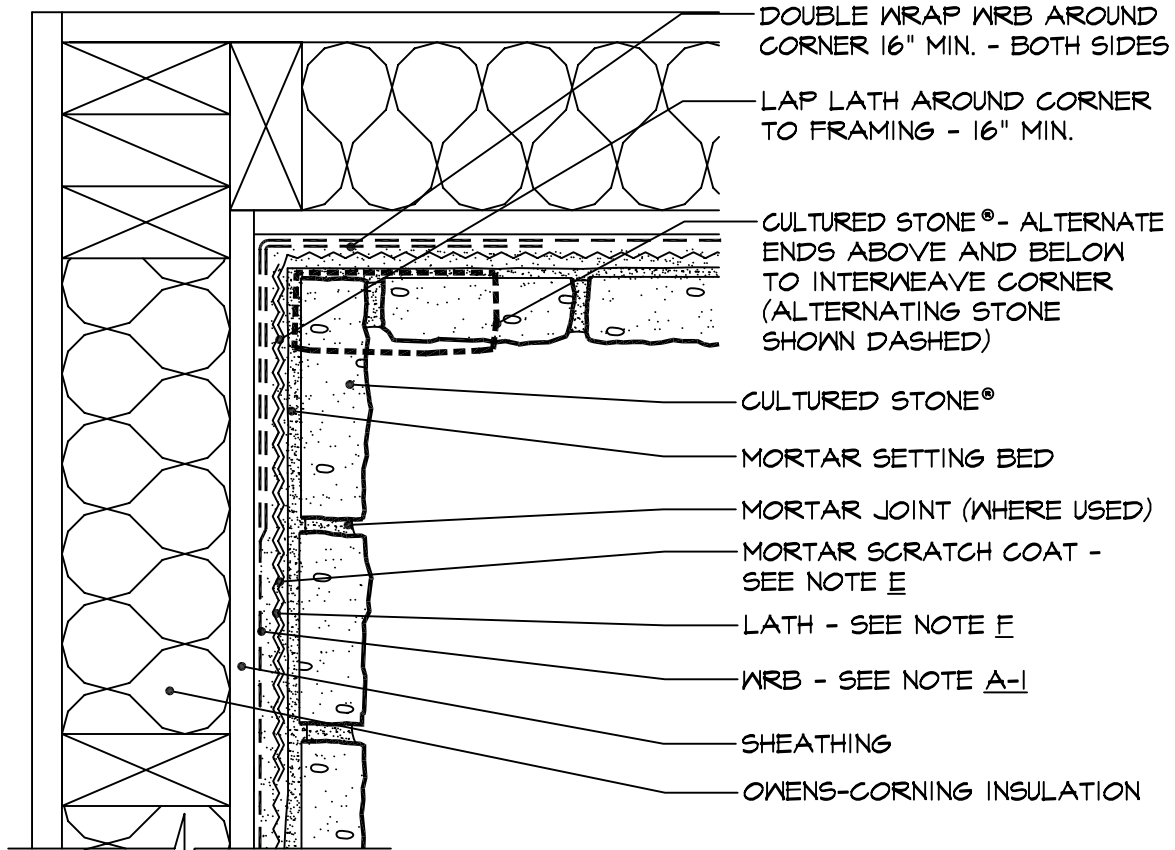 DOUBLE WRAP WRB AROUND
CORNER 16" MIN. - BOTH SIDES
LAP LATH AROUND CORNER
TO FRAMING - 16" MIN.
CULTURED STONE® - ALTERNATE
ENDS ABOVE AND BELOW
TO INTERWEAVE CORNER
(ALTERNATING STONE
SHOWN DASHED)
CULTURED STONE®
MORTAR SETTING BED
MORTAR JOINT (WHERE USED)
MORTAR SCRATCH COAT -
SEE NOTE E
LATH - SEE NOTE F
WRB - SEE NOTE A-1
SHEATHING
OWENS-CORNING INSULATION